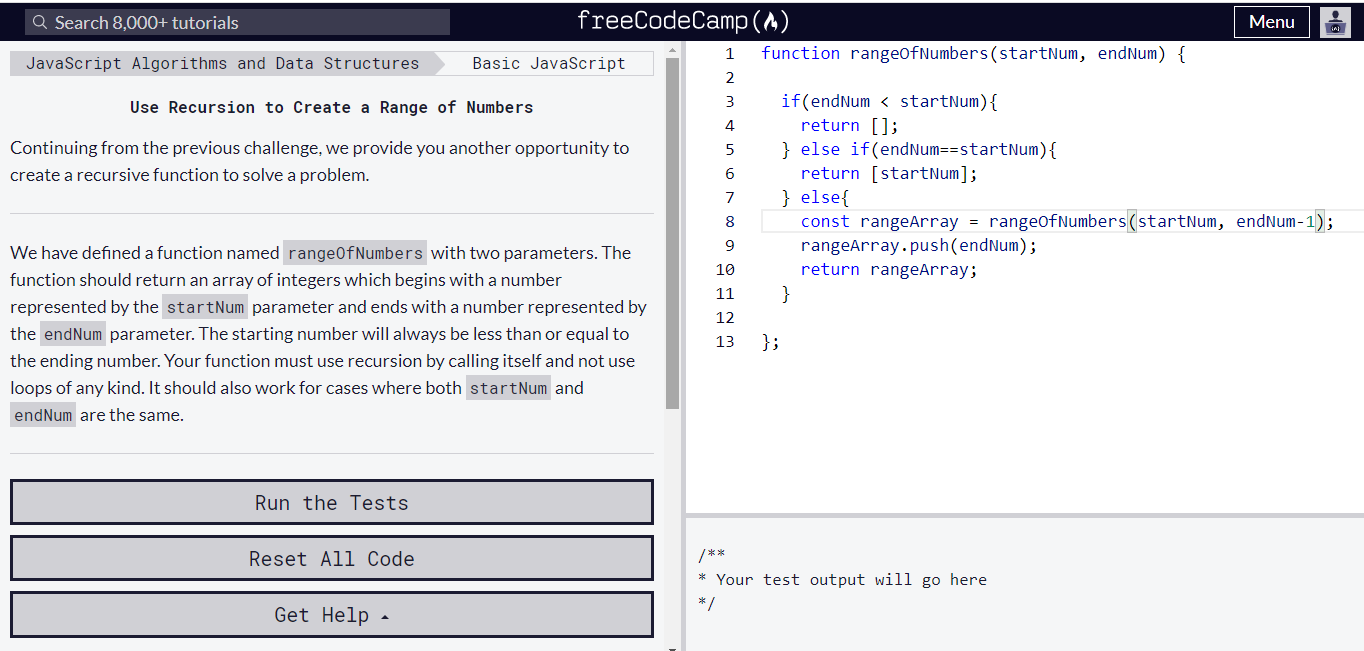 Search 8,000+ tutorials
freeCodeCamp
Menu
JavaScript Algorithms and Data Structures
Basic JavaScript
Use Recursion to Create a Range of Numbers
Continuing from the previous challenge, we provide you another opportunity to
create a recursive function to solve a problem.
We have defined a function named rangeOfNumbers with two parameters. The
function should return an array of integers which begins with a number
represented by the startNum parameter and ends with a number represented by
the endNum parameter. The starting number will always be less than or equal to
the ending number. Your function must use recursion by calling itself and not use
loops of any kind. It should also work for cases where both startNum and
endNum are the same.
Run the Tests
Reset All Code
Get Help
1 function rangeOfNumbers(startNum, endNum) {
2
3 if(endNum < startNum){
4 return [];
5 } else if(endNum==startNum){
6 return [startNum];
7 } else{
8 const rangeArray = rangeOfNumbers(startNum, endNum-1);
9 rangeArray.push(endNum);
10 return rangeArray;
11 }
12
13 };
/**
* Your test output will go here
*/